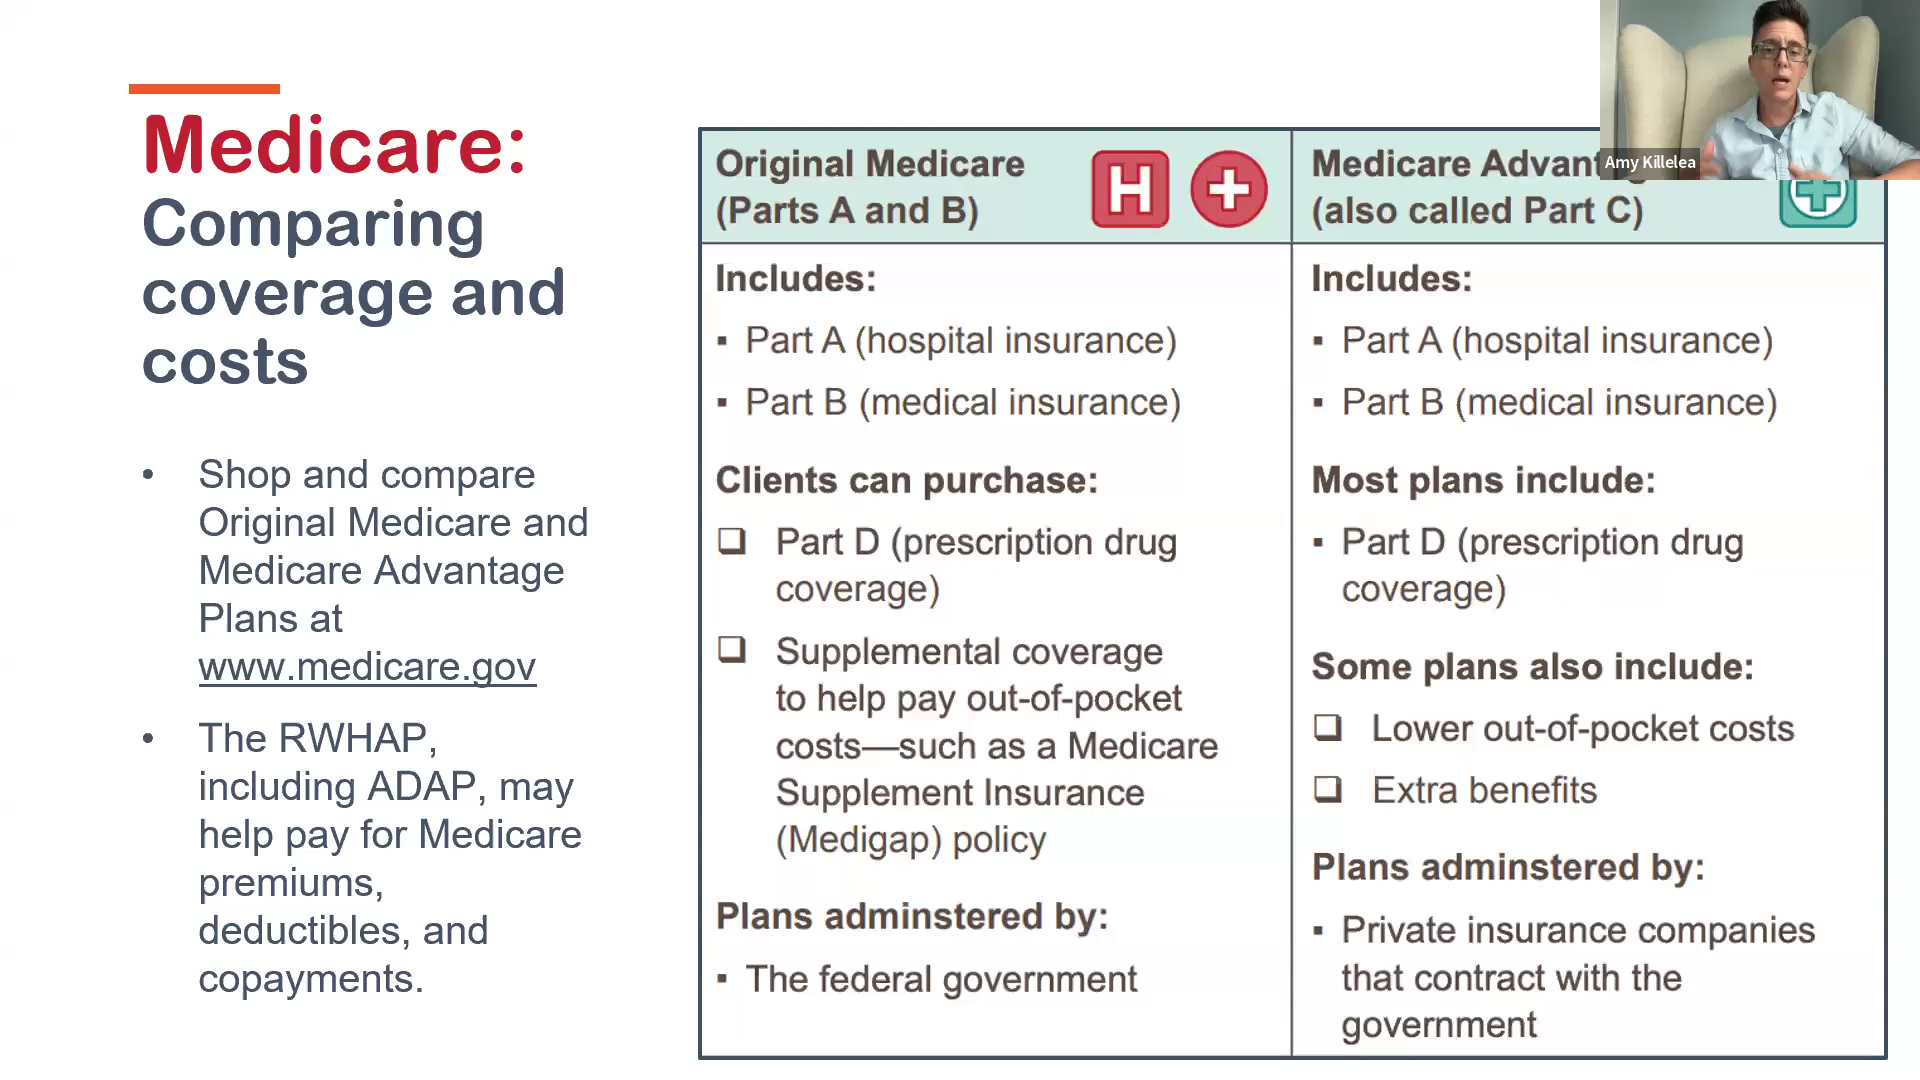 Medicare:
Comparing
coverage and
costs
• Shop and compare
Original Medicare and
Medicare Advantage
Plans at
www.medicare.gov
• The RWHAP,
including ADAP, may
help pay for Medicare
premiums,
deductibles, and
copayments.
Original Medicare
(Parts A and B)
H
Includes:
▪ Part A (hospital insurance)
▪ Part B (medical insurance)
Clients can purchase:
❑ Part D (prescription drug
coverage)
❑ Supplemental coverage
to help pay out-of-pocket
costs—such as a Medicare
Supplement Insurance
(Medigap) policy
Plans adminstered by:
▪ The federal government
Medicare
(also called Part C)
Includes:
▪ Part A (hospital insurance)
▪ Part B (medical insurance)
Most plans include:
▪ Part D (prescription drug
coverage)
Some plans also include:
❑ Lower out-of-pocket costs
❑ Extra benefits
Plans adminstered by:
▪ Private insurance companies
that contract with the
government
Amy Killelea